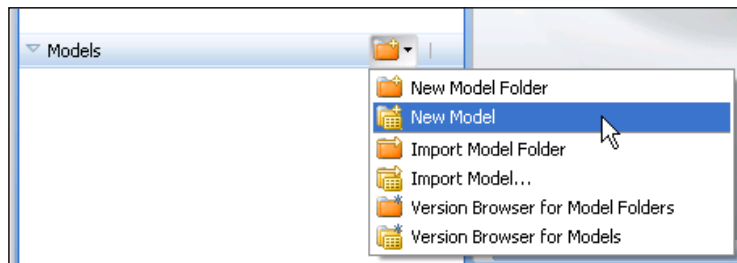 Models
New Model Folder
New Model
Import Model Folder
Import Model...
Version Browser for Model Folders
Version Browser for Models